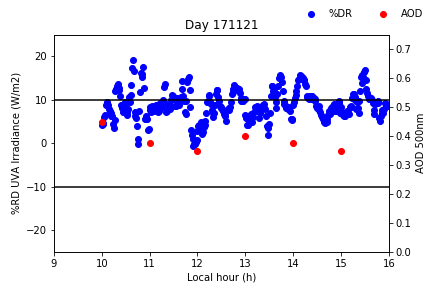 %DR AOD
Day 171121
%RD UVA Irradiance (W/m2)
20
10
0
−10
−20
AOD 500nm
0.7
0.6
0.5
0.4
0.3
0.2
0.1
0.0
9 10 11 12 13 14 15 16
Local hour (h)